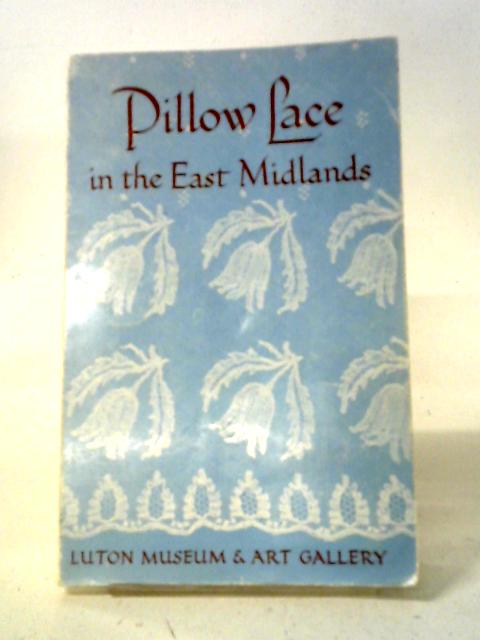 Pillow Lace
in the East Midlands
LUTON MUSEUM & ART GALLERY